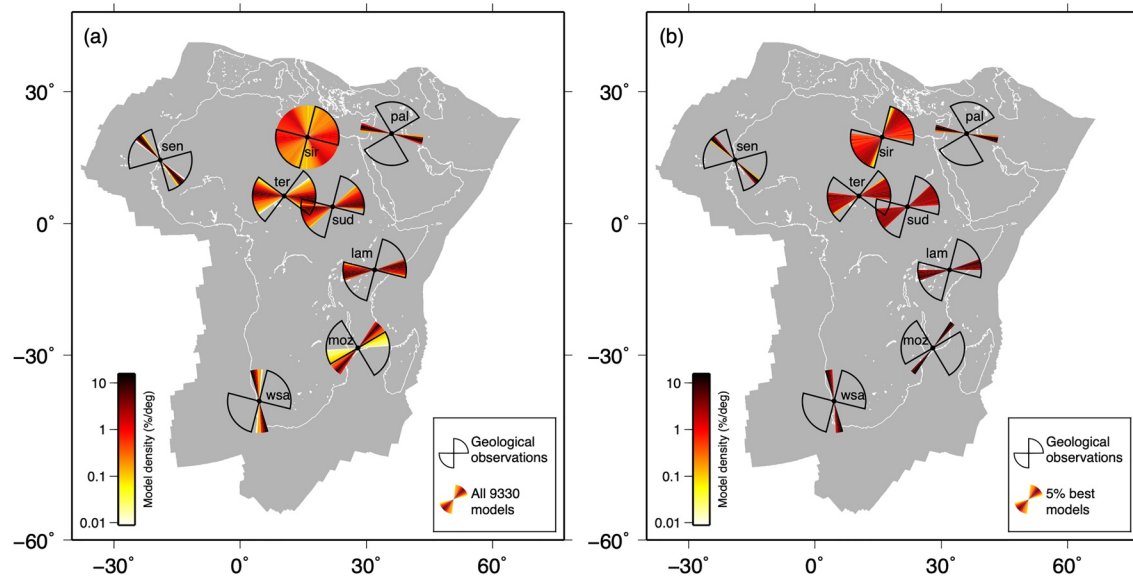 (a)
30°
0°
−30°
−60°
−30°
0°
30°
60°
sen
sir
pal
ter
sud
lam
moz
wsa
10
1
0.1
0.01
Model density (%/deg)
Geological
observations
All 9330
models
(b)
30°
0°
−30°
−60°
−30°
0°
30°
60°
sen
sir
pal
ter
sud
lam
moz
wsa
10
1
0.1
0.01
Model density (%/deg)
Geological
observations
5% best
models